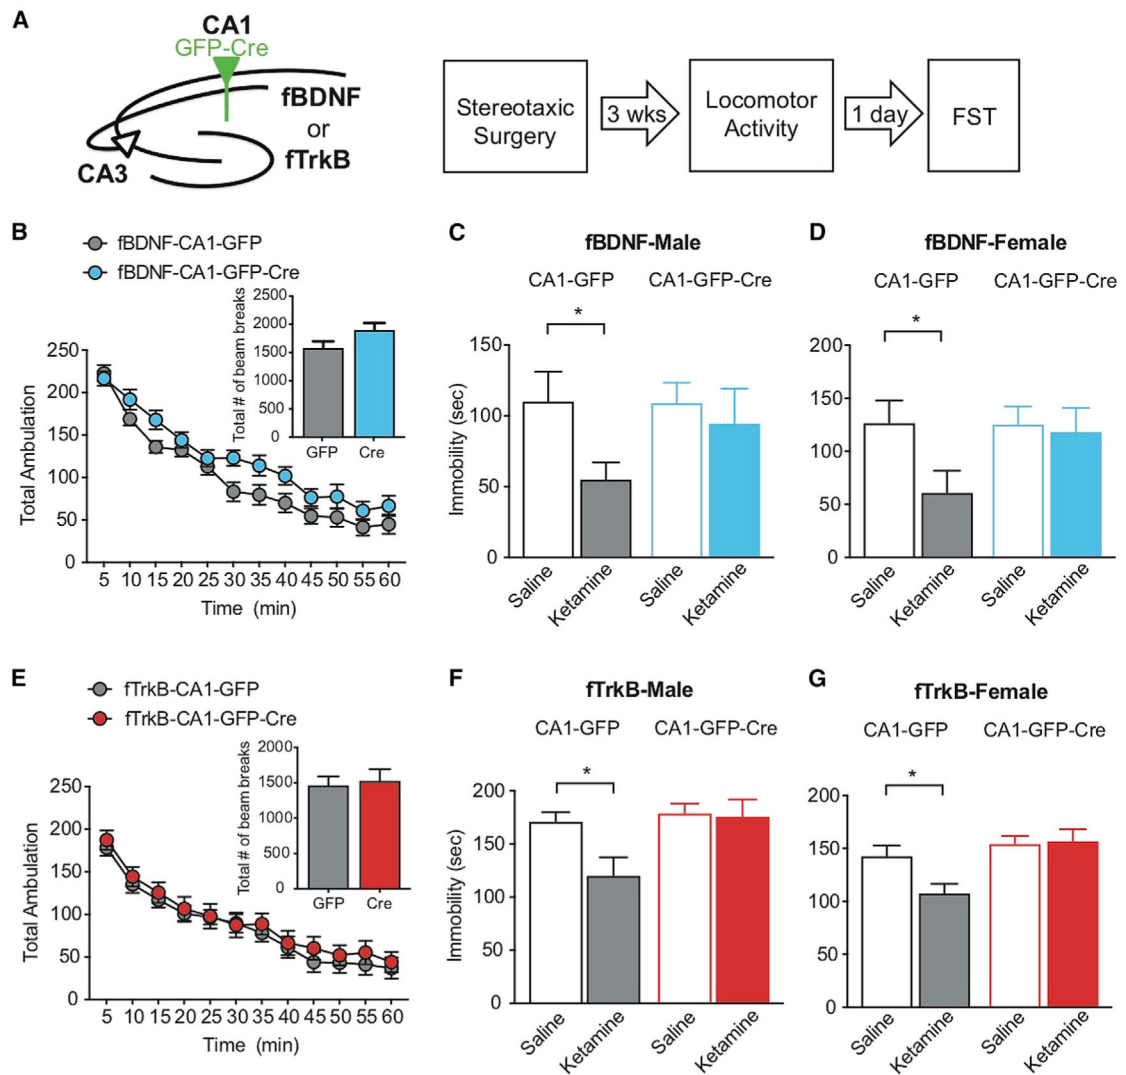 A
CA1
GFP-Cre
fBDNF
or
fTrkB
CA3
Stereotaxic
Surgery
3 wks
Locomotor
Activity
1 day
FST
B
fBDNF-CA1-GFP
fBDNF-CA1-GFP-Cre
Total # of beam breaks
2500
2000
1500
1000
500
0
GFP Cre
Total Ambulation
250
200
150
100
50
0
5 10 15 20 25 30 35 40 45 50 55 60
Time (min)
C
fBDNF-Male
CA1-GFP CA1-GFP-Cre
*
Immobility (sec)
150
100
50
0
Saline Ketamine Saline Ketamine
D
fBDNF-Female
CA1-GFP CA1-GFP-Cre
*
200
150
100
50
0
Saline Ketamine Saline Ketamine
E
fTrkB-CA1-GFP
fTrkB-CA1-GFP-Cre
Total # of beam breaks
2000
1500
1000
500
0
GFP Cre
Total Ambulation
250
200
150
100
50
0
5 10 15 20 25 30 35 40 45 50 55 60
Time (min)
F
fTrkB-Male
CA1-GFP CA1-GFP-Cre
*
Immobility (sec)
200
150
100
50
0
Saline Ketamine Saline Ketamine
G
fTrkB-Female
CA1-GFP CA1-GFP-Cre
*
200
150
100
50
0
Saline Ketamine Saline Ketamine